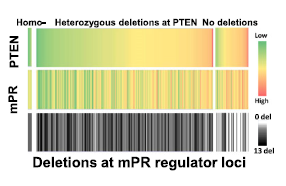 Homo– Heterozygous deletions at PTEN No deletions
PTEN
Low
mPR
High
0 del
13 del
Deletions at mPR regulator loci